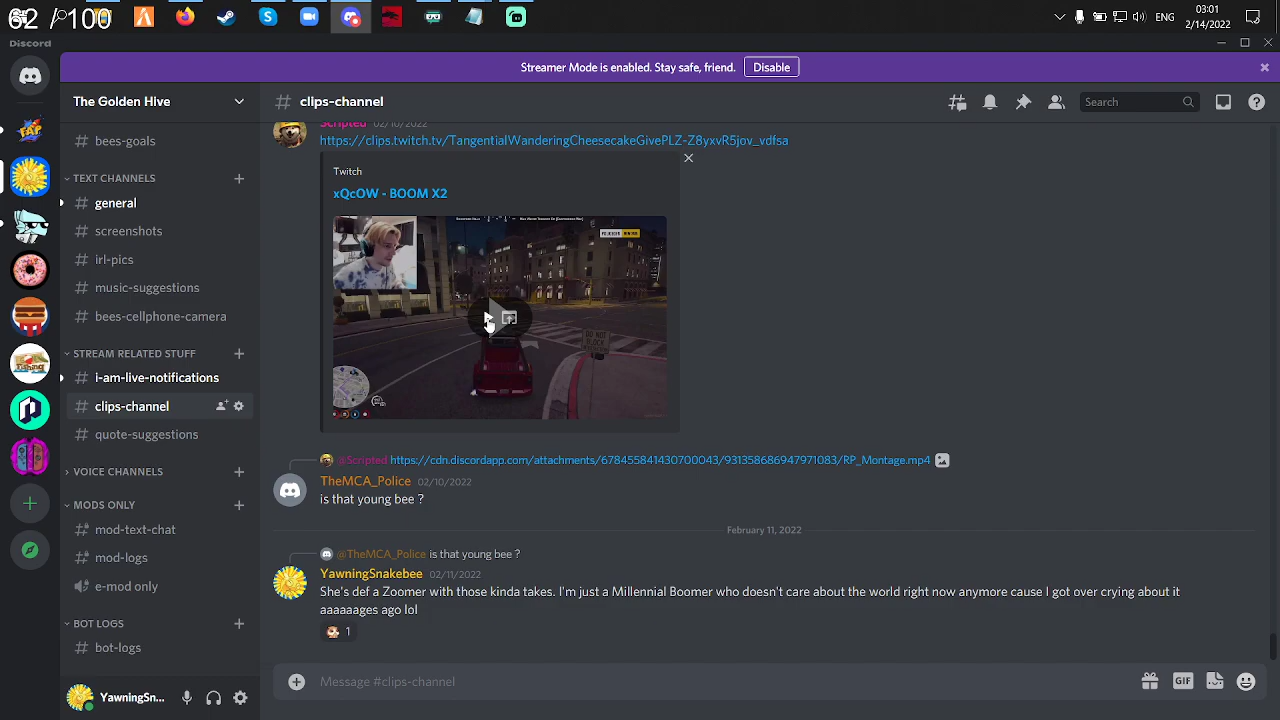 62 / 100
ENG
03:01
2/14/2022
Discord
Streamer Mode is enabled. Stay safe, friend.
Disable
The Golden Hive
clips-channel
Search
bees-goals
TEXT CHANNELS
general
screenshots
irl-pics
music-suggestions
bees-cellphone-camera
STREAM RELATED STUFF
i-am-live-notifications
clips-channel
quote-suggestions
VOICE CHANNELS
MODS ONLY
mod-text-chat
mod-logs
e-mod only
BOT LOGS
bot-logs
YawningSn...
Scripted 02/10/2022
https://clips.twitch.tv/TangentialWanderingCheesecakeGivePLZ-Z8yxvR5jov_vdfsa
Twitch
xQcOW - BOOM X2
DO NOT
BLOCK
@Scripted https://cdn.discordapp.com/attachments/678455841430700043/931358686947971083/RP_Montage.mp4
TheMCA_Police 02/10/2022
is that young bee ?
February 11, 2022
@TheMCA_Police is that young bee ?
YawningSnakebee 02/11/2022
She's def a Zoomer with those kinda takes. I'm just a Millennial Boomer who doesn't care about the world right now anymore cause I got over crying about it
aaaaaages ago lol
1
Message #clips-channel
GIF